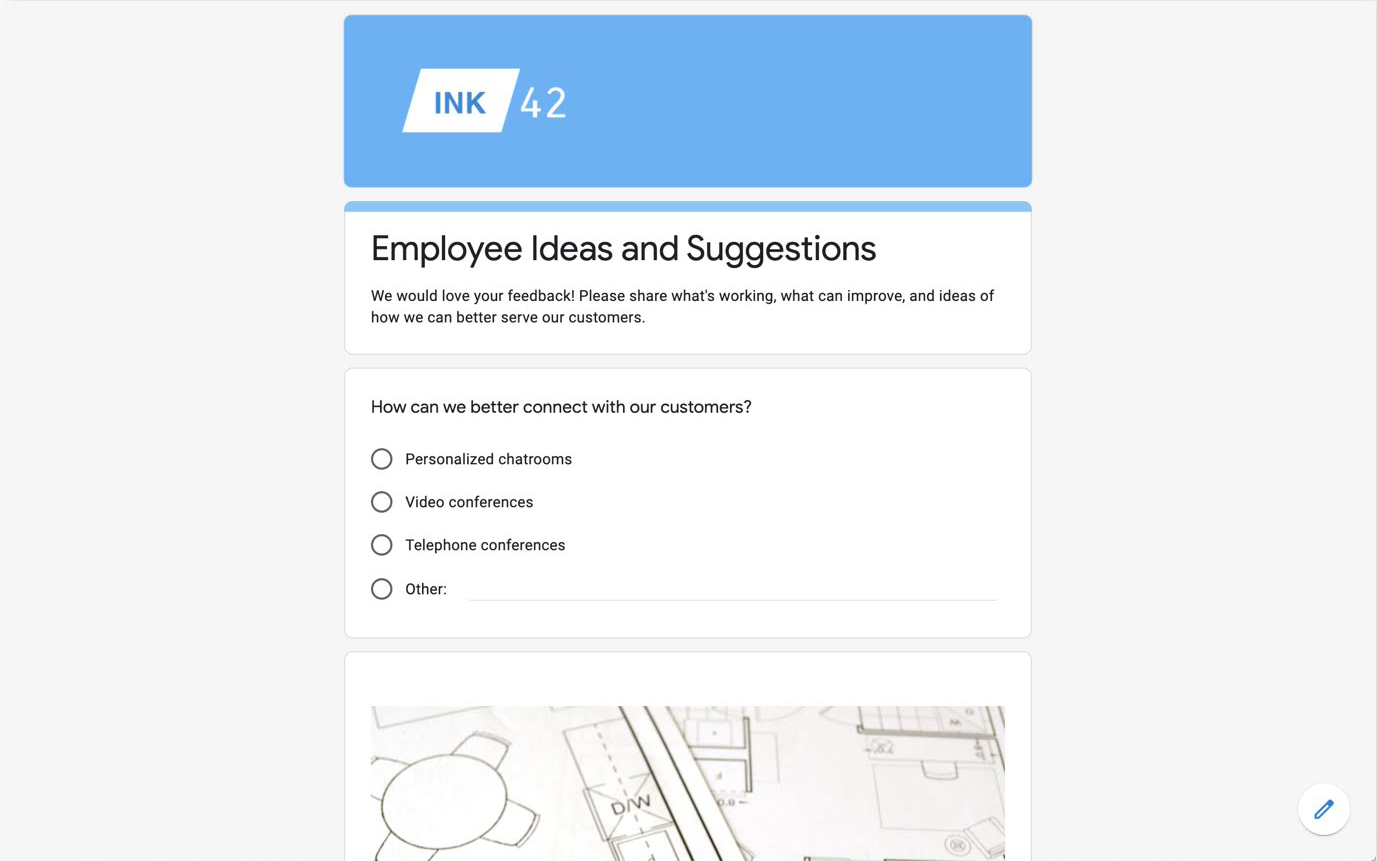 INK 42
Employee Ideas and Suggestions
We would love your feedback! Please share what's working, what can improve, and ideas of
how we can better serve our customers.
How can we better connect with our customers?
Personalized chatrooms
Video conferences
Telephone conferences
Other:
D/W